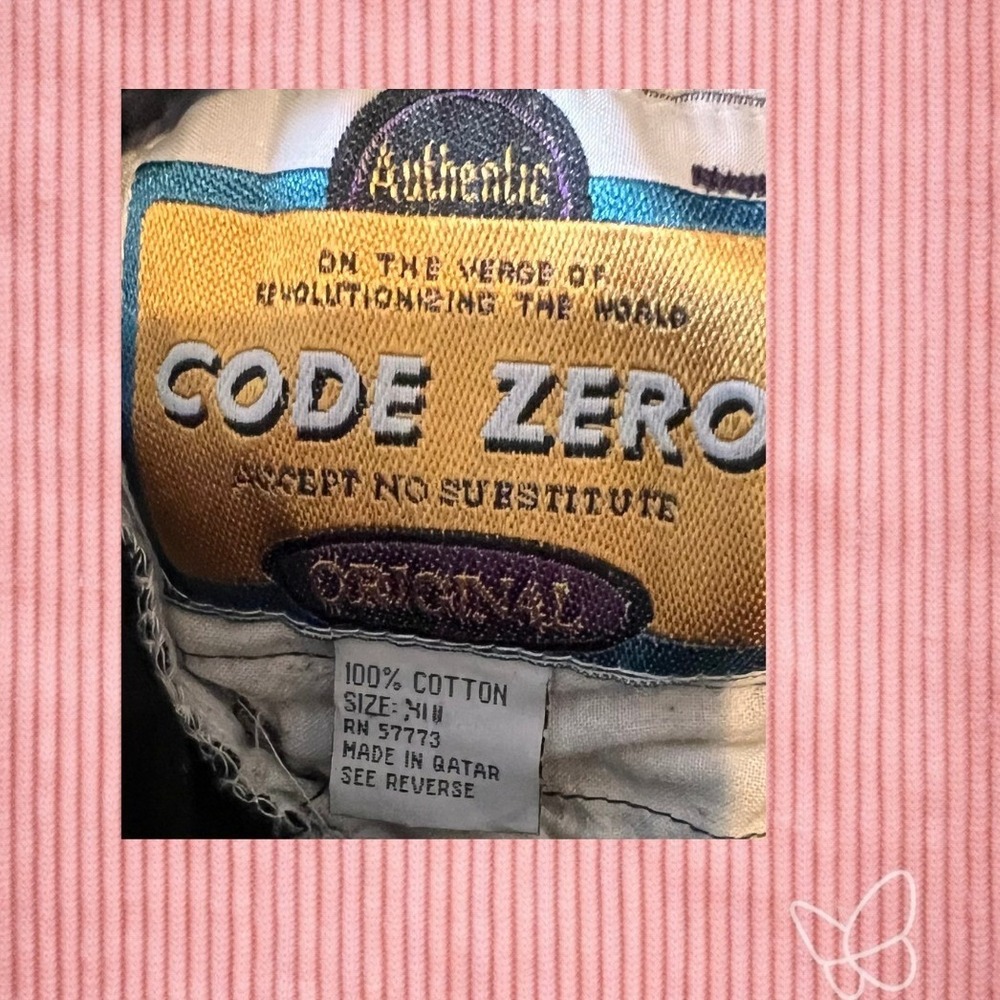 Authentic
ON THE VERGE OF
REVOLUTIONIZING THE WORLD
CODE ZERO
ACCEPT NO SUBSTITUTE
ORIGINAL
100% COTTON
SIZE:
RN 57773
MADE IN QATAR
SEE REVERSE